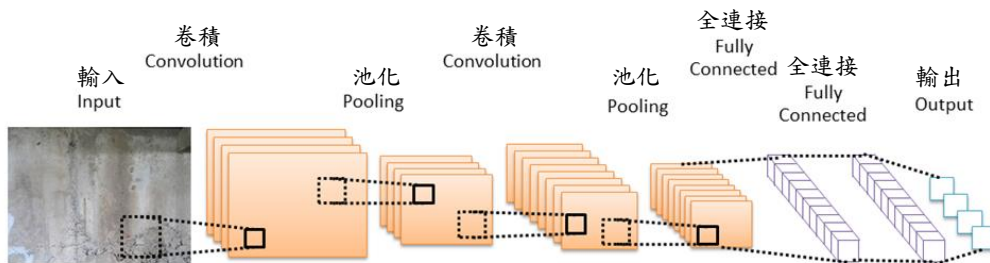 輸入
Input
卷積
Convolution
池化
Pooling
卷積
Convolution
池化
Pooling
全連接
Fully
Connected
全連接
Fully
Connected
輸出
Output